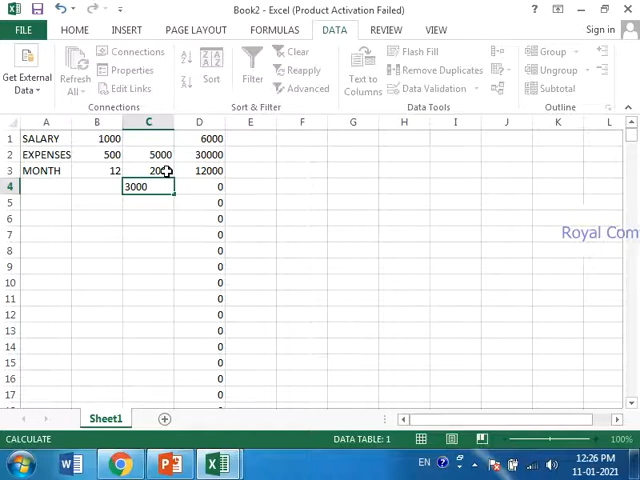 Book2 - Excel (Product Activation Failed)
FILE HOME INSERT PAGE LAYOUT FORMULAS DATA REVIEW VIEW Sign in
Get External Data
Refresh All
Connections
Properties
Edit Links
Connections
Sort
Filter
Clear
Reapply
Advanced
Sort & Filter
Text to Columns
Flash Fill
Remove Duplicates
Data Validation
Data Tools
Group
Ungroup
Subtotal
Outline
A B C D E F G H I J K L
1 SALARY 1000 6000
2 EXPENSES 500 5000 30000
3 MONTH 12 12000
4 3000 0
5 0
6 0
7 0
8 0
9 0
10 0
11 0
12 0
13 0
14 0
15 0
16 0
17 0
Royal Com
Sheet1
CALCULATE DATA TABLE: 1 100%
EN 12:26 PM
11-01-2021